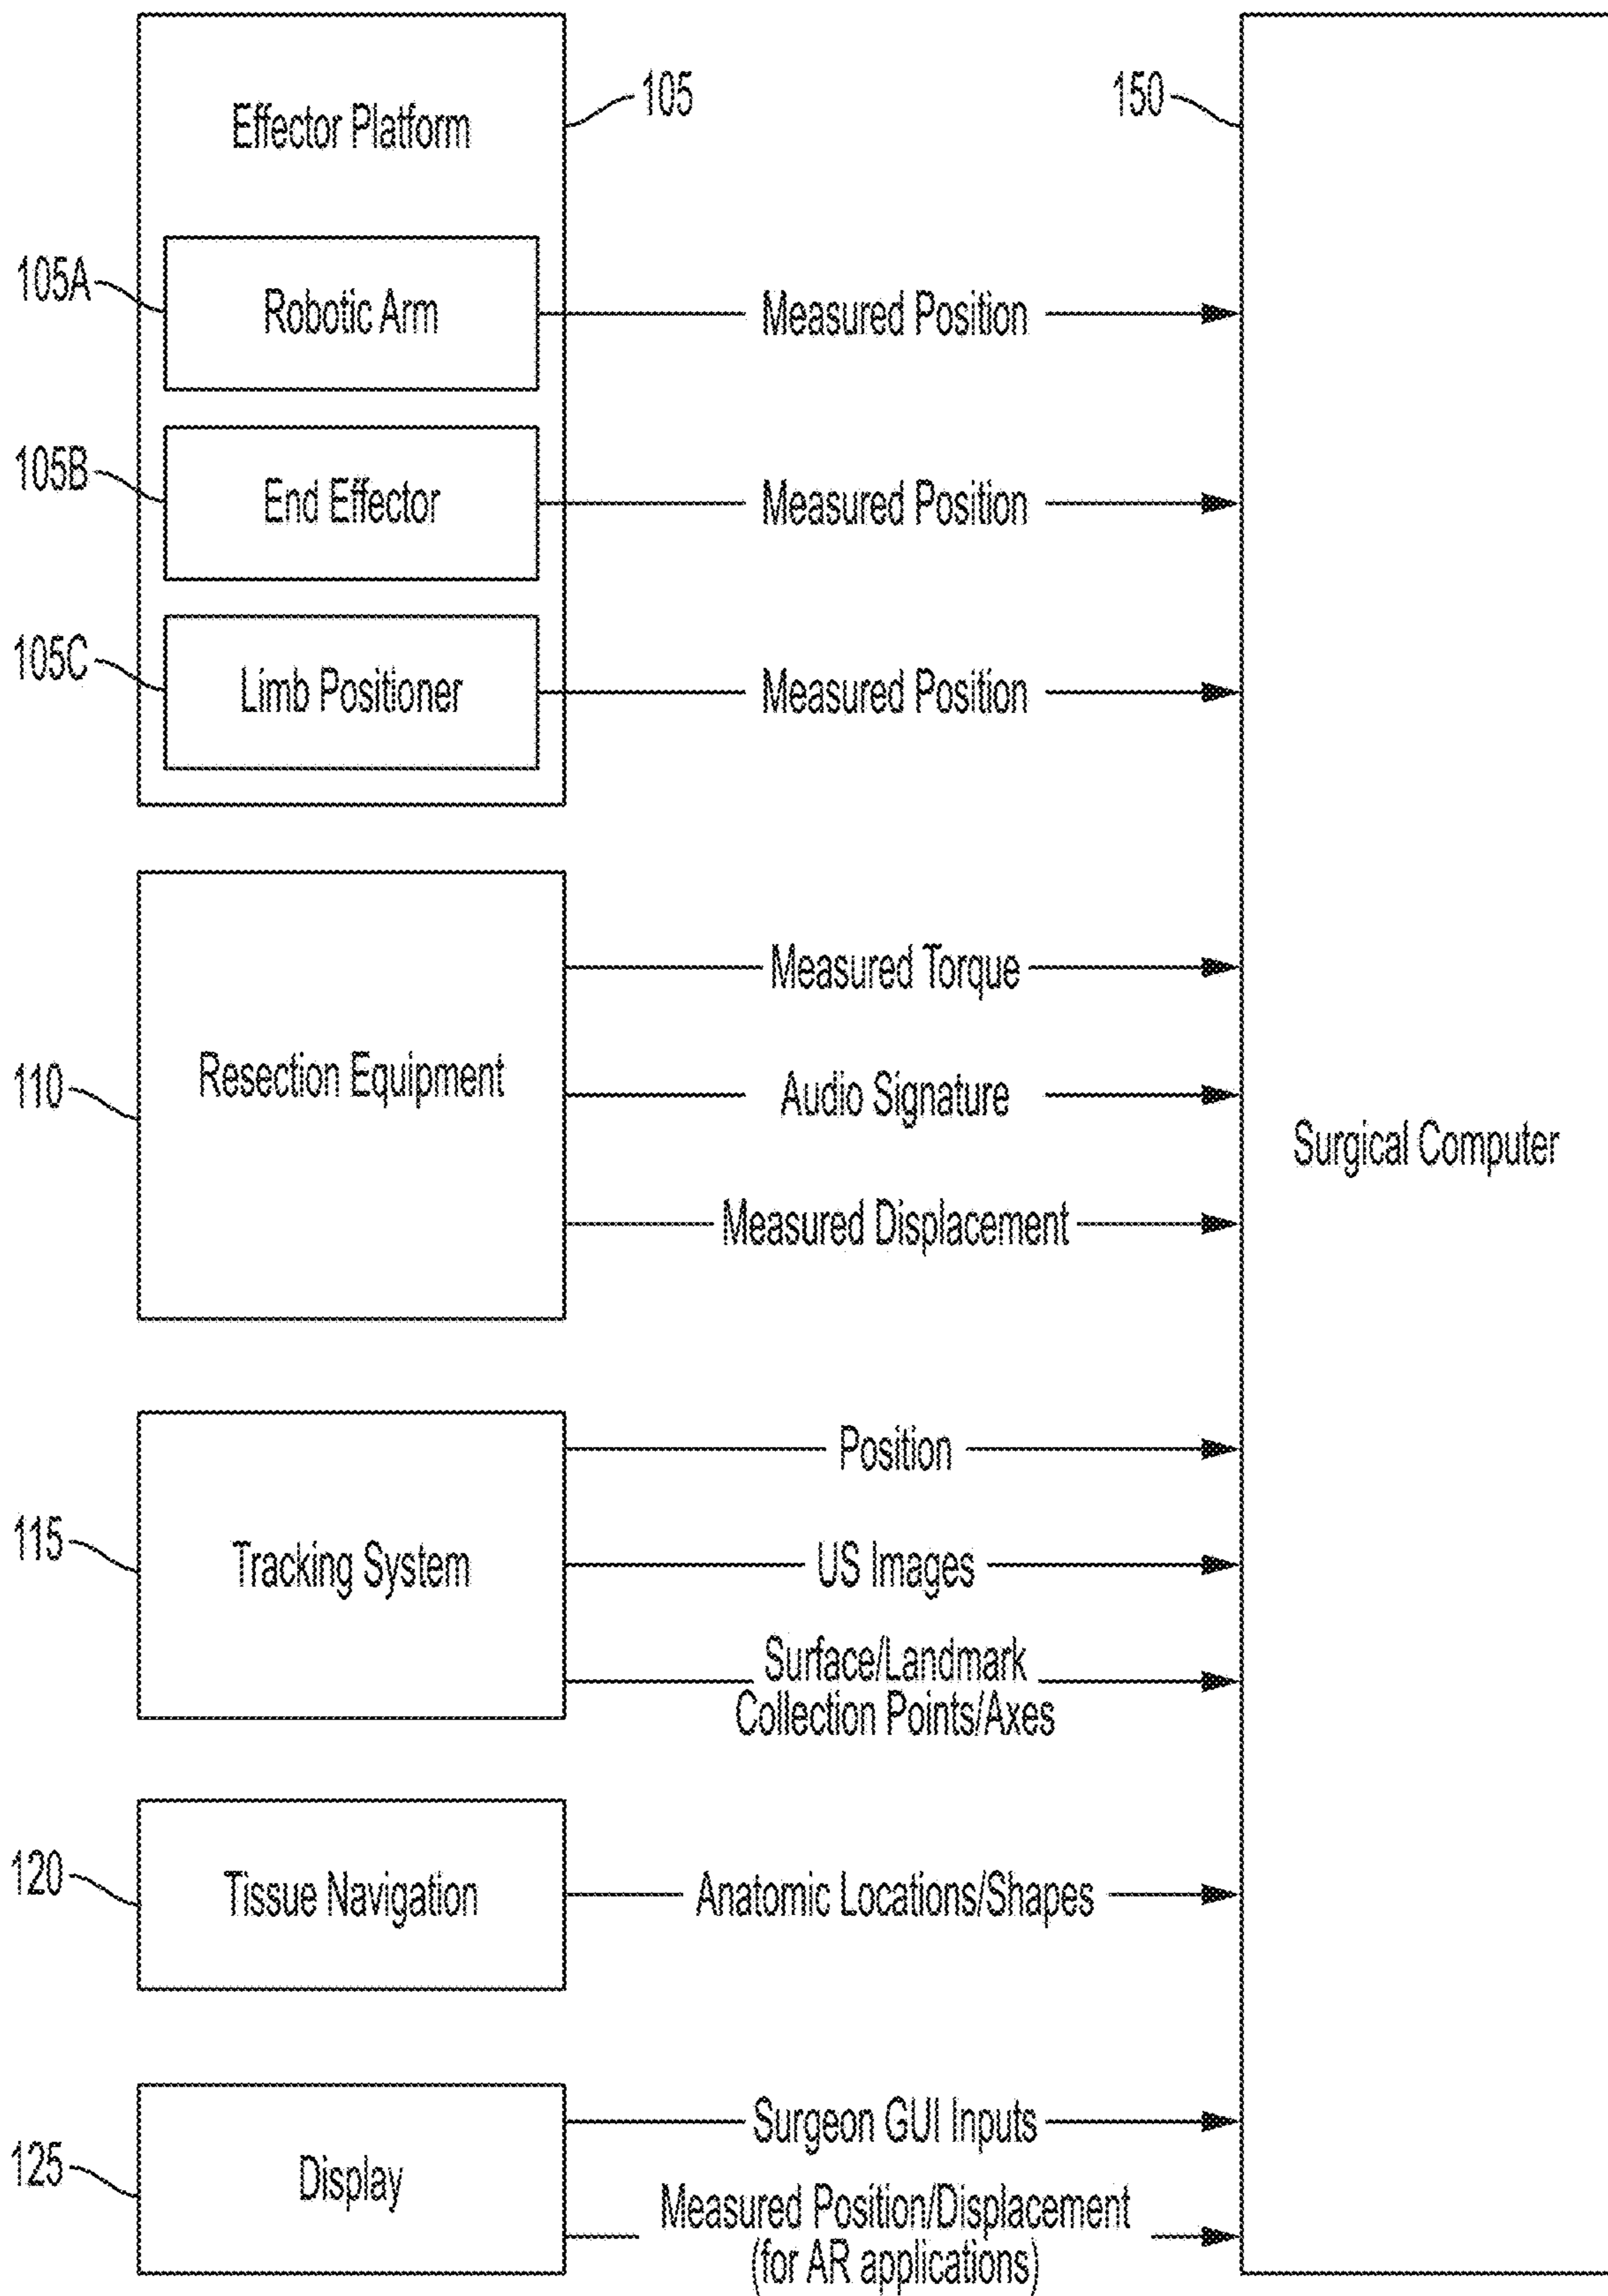 Effector Platform
105
150
105A
Robotic Arm
Measured Position
105B
End Effector
Measured Position
105C
Limb Positioner
Measured Position
110
Resection Equipment
Measured Torque
Audio Signature
Measured Displacement
Surgical Computer
115
Tracking System
Position
US Images
Surface/Landmark
Collection Points/Axes
120
Tissue Navigation
Anatomic Locations/Shapes
125
Display
Surgeon GUI Inputs
Measured Position/Displacement
(for AR applications)